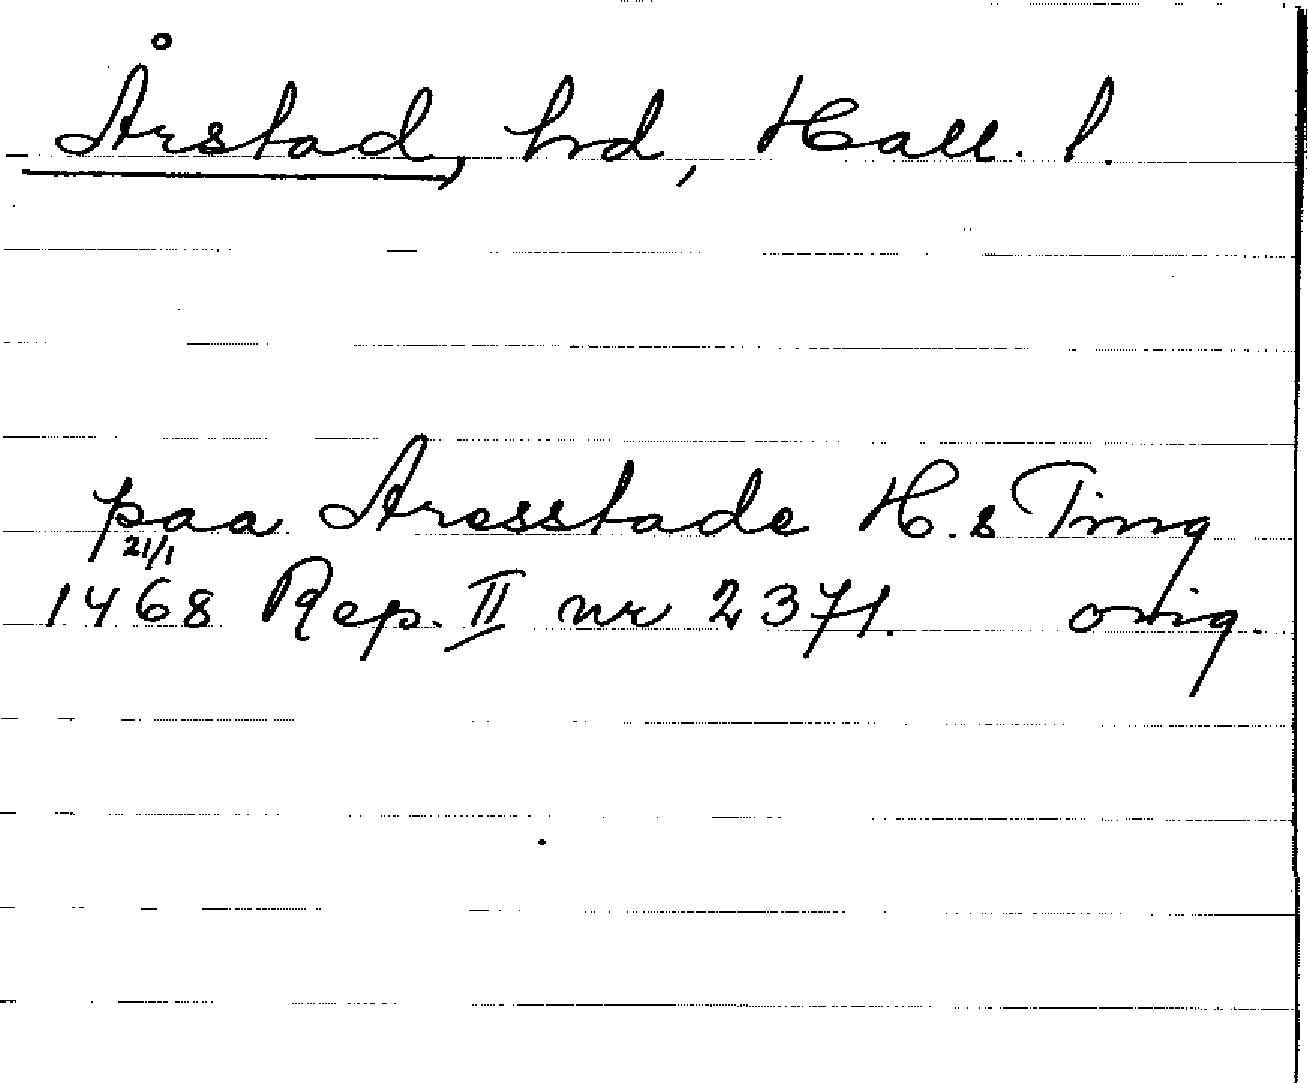 Årstad, hd, Hall. l.
paa Aresstade H.s Ting
21/1
1468 Rep. II nr 2371. orig.